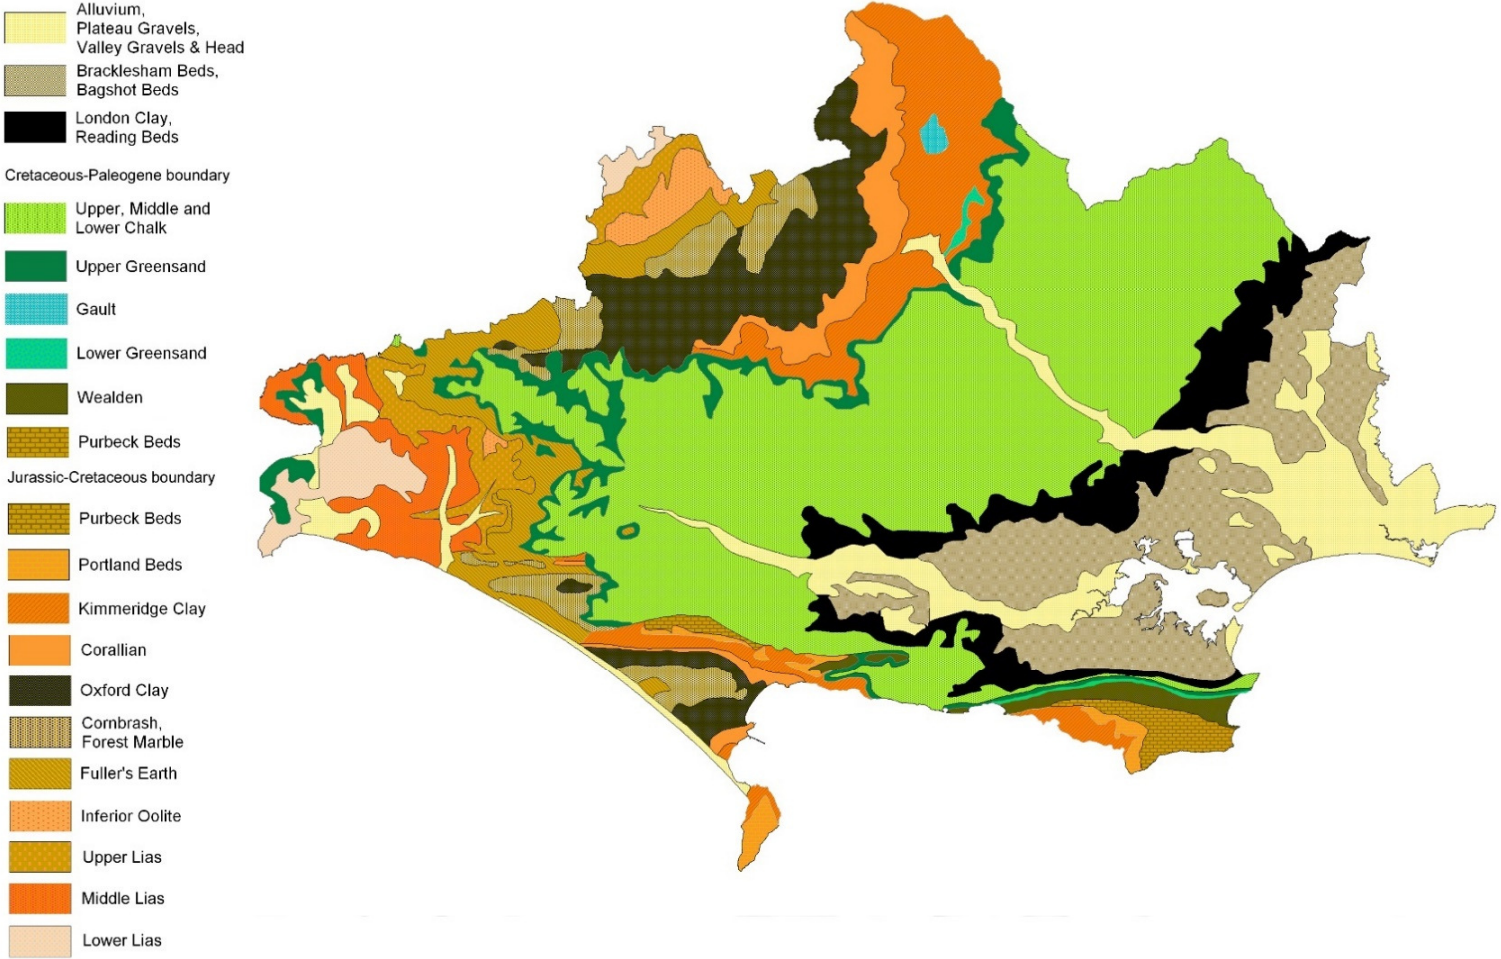 Alluvium,
Plateau Gravels,
Valley Gravels & Head
Bracklesham Beds,
Bagshot Beds
London Clay,
Reading Beds
Cretaceous-Paleogene boundary
Upper, Middle and
Lower Chalk
Upper Greensand
Gault
Lower Greensand
Wealden
Purbeck Beds
Jurassic-Cretaceous boundary
Purbeck Beds
Portland Beds
Kimmeridge Clay
Corallian
Oxford Clay
Cornbrash,
Forest Marble
Fuller's Earth
Inferior Oolite
Upper Lias
Middle Lias
Lower Lias